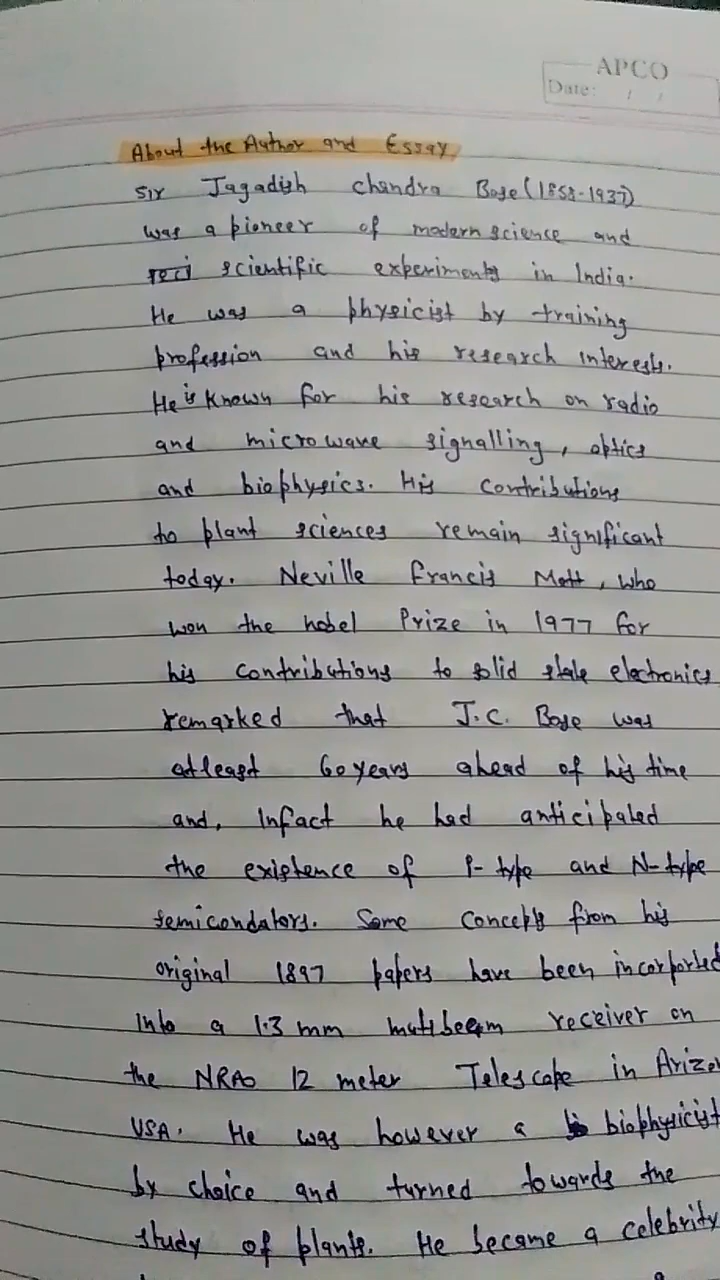 APCO
Date: / /
About the Author and Essay
Sir Jagadish chandra Bose (1858-1937)
was a pioneer of modern science and
scientific experiments in India.
He was a physicist by training
profession and his research interests.
He is known for his research on radio
and microwave signalling, optics
and biophysics. His contributions
to plant sciences remain significant
today. Neville Francis Mott, who
won the nobel Prize in 1977 for
his contributions to solid state electronics
remarked that J.C. Bose was
atleast 60 years ahead of his time
and, Infact he had anticipated
the existence of P-type and N-type
semicondators. Some concepts from his
original 1897 papers have been incorported
into a 1.3 mm multibeam receiver on
the NRAO 12 meter Telescope in Arizon
USA. He was however a biophysicist
by choice and turned towards the
study of plants. He became a celebrity